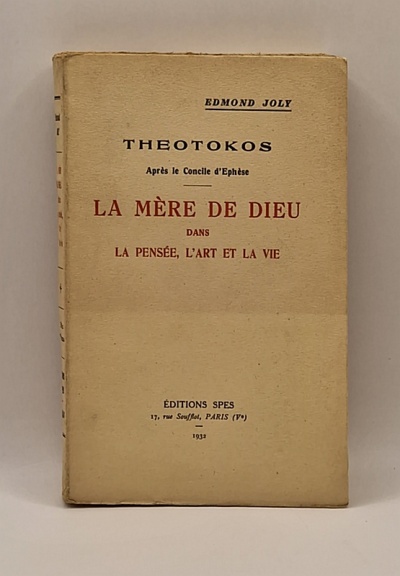 EDMOND JOLY
THEOTOKOS
Après le Concile d'Ephèse
LA MÈRE DE DIEU
DANS
LA PENSÉE, L'ART ET LA VIE
ÉDITIONS SPES
17, rue Soufflot, PARIS (Vᵉ)
1932